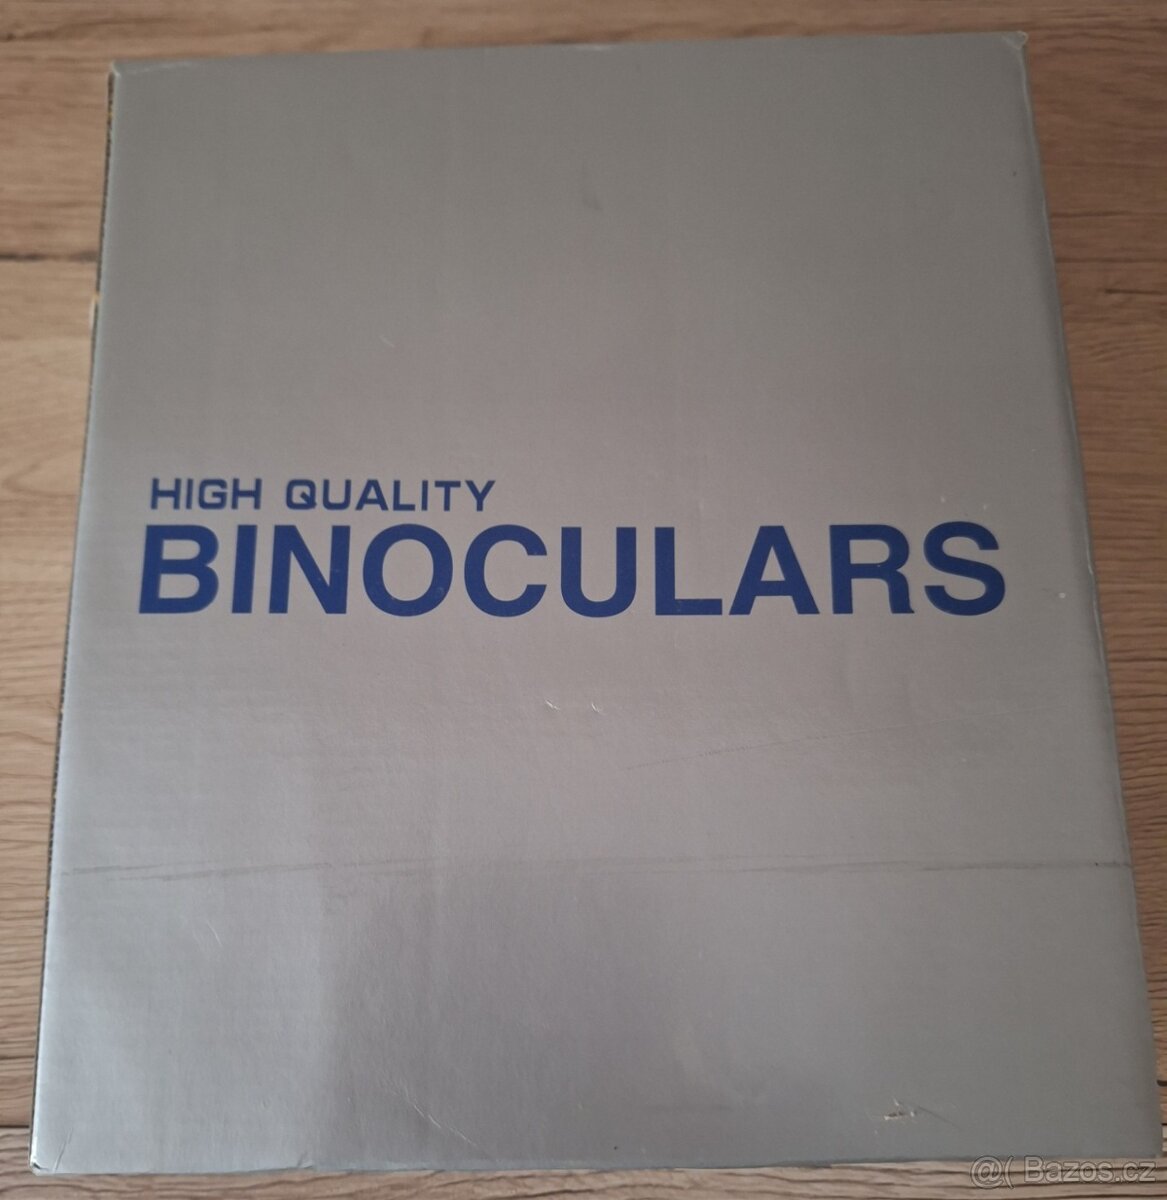 HIGH QUALITY
BINOCULARS
@( Bazos.cz